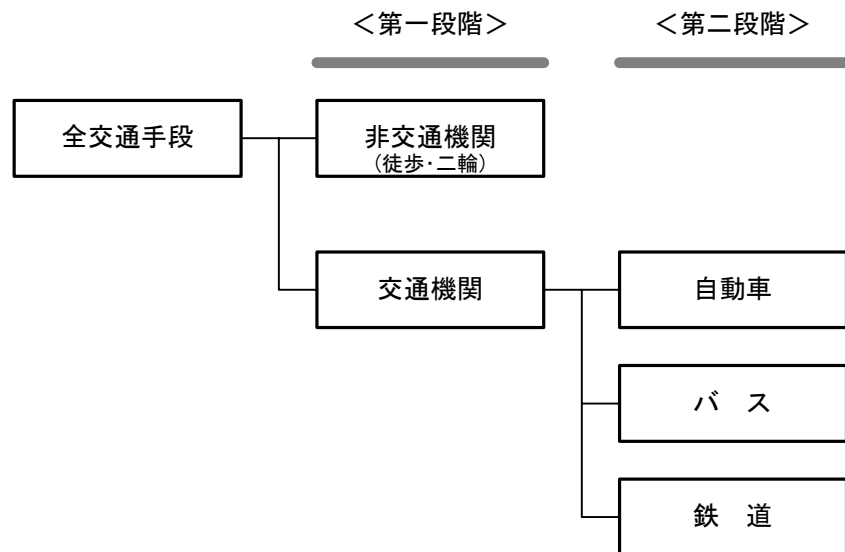 ＜第一段階＞
＜第二段階＞
全交通手段
非交通機関
（徒歩・二輪）
交通機関
自動車
バ　ス
鉄　道